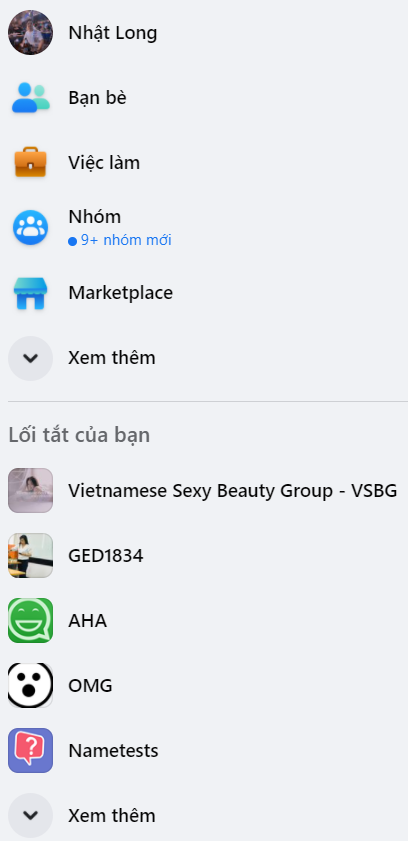 Nhật Long
Bạn bè
Việc làm
Nhóm
9+ nhóm mới
Marketplace
Xem thêm
Lối tắt của bạn
Vietnamese Sexy Beauty Group - VSBG
GED1834
AHA
OMG
Nametests
?
Xem thêm